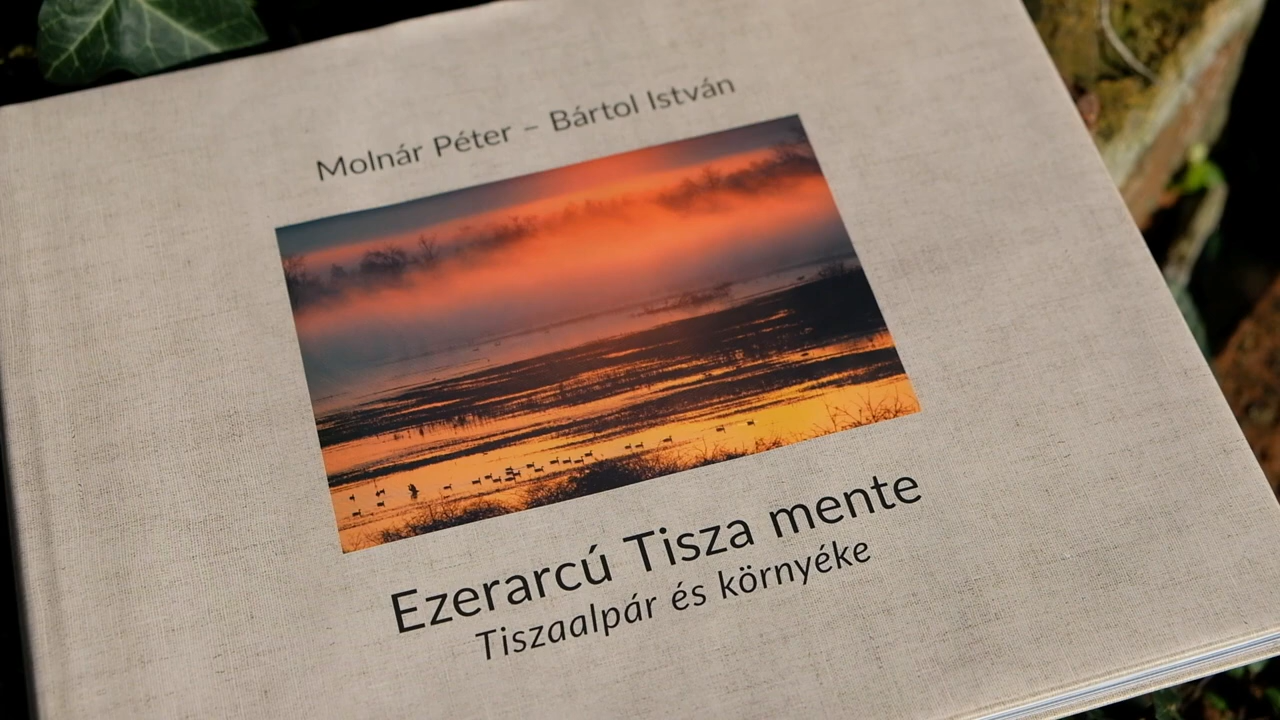 Molnár Péter – Bártol István
Ezerarcú Tisza mente
Tiszaalpár és környéke